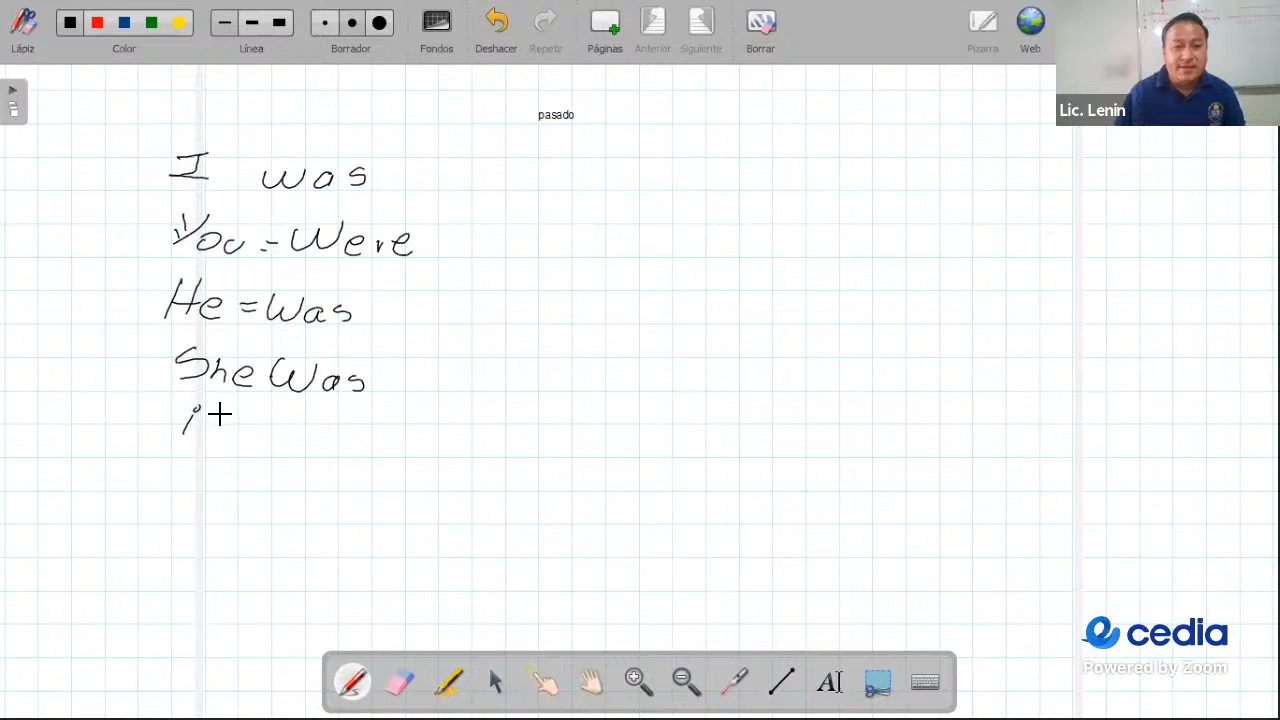 Lápiz Color Línea Borrador Fondos Deshacer Repetir Páginas Anterior Siguiente Borrar Pizarra Web
Lic. Lenin
pasado
I was
You = Were
He = Was
She Was
i
A
cedia
Powered by Zoom